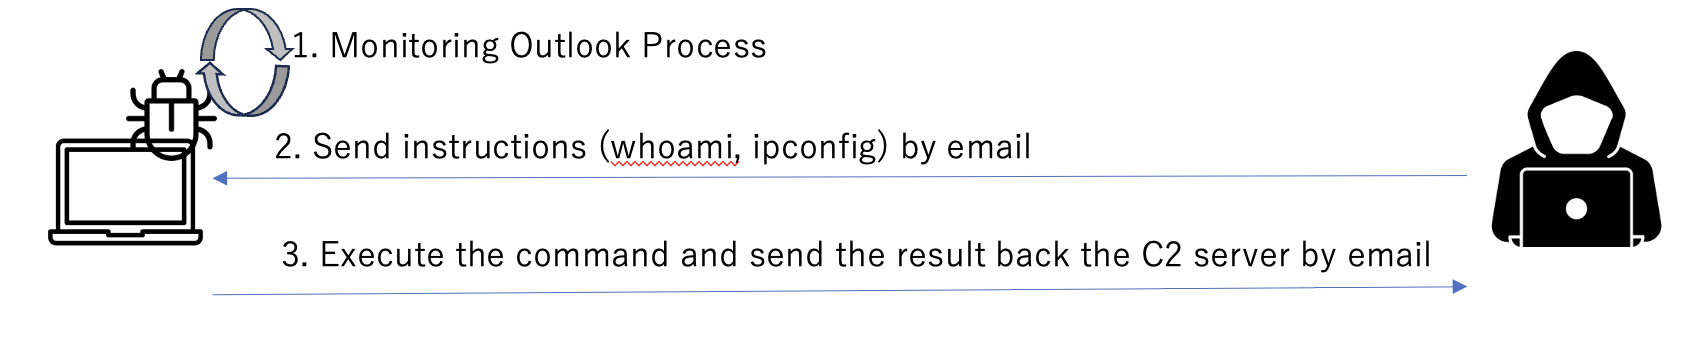 1. Monitoring Outlook Process
2. Send instructions (whoami, ipconfig) by email
3. Execute the command and send the result back the C2 server by email